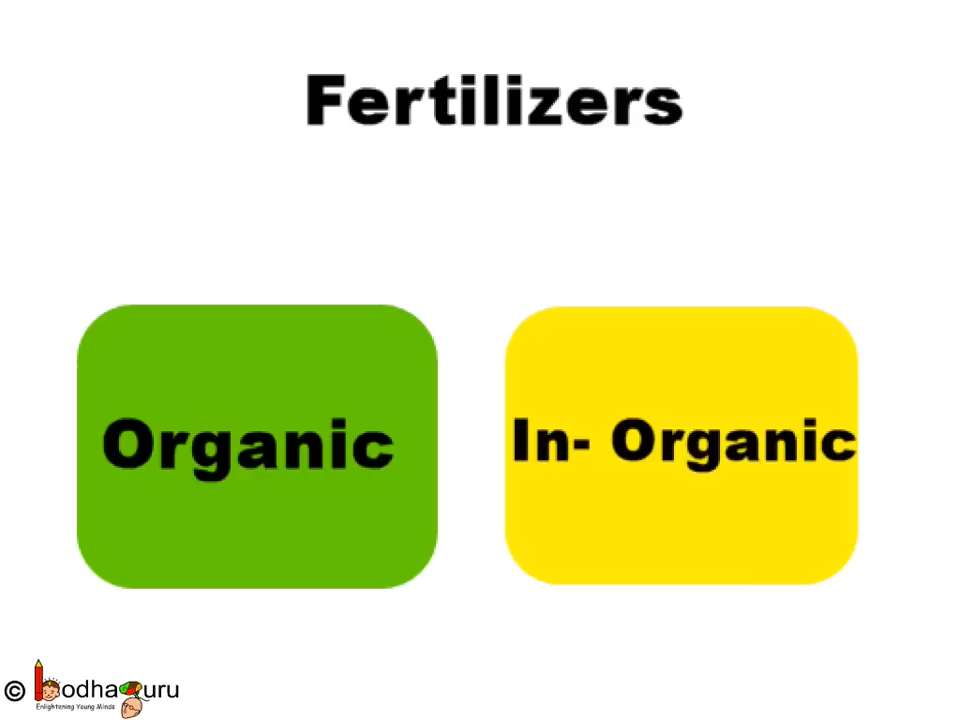 Fertilizers
Organic
In- Organic
© BodhaGuru
Enlightening Young Minds